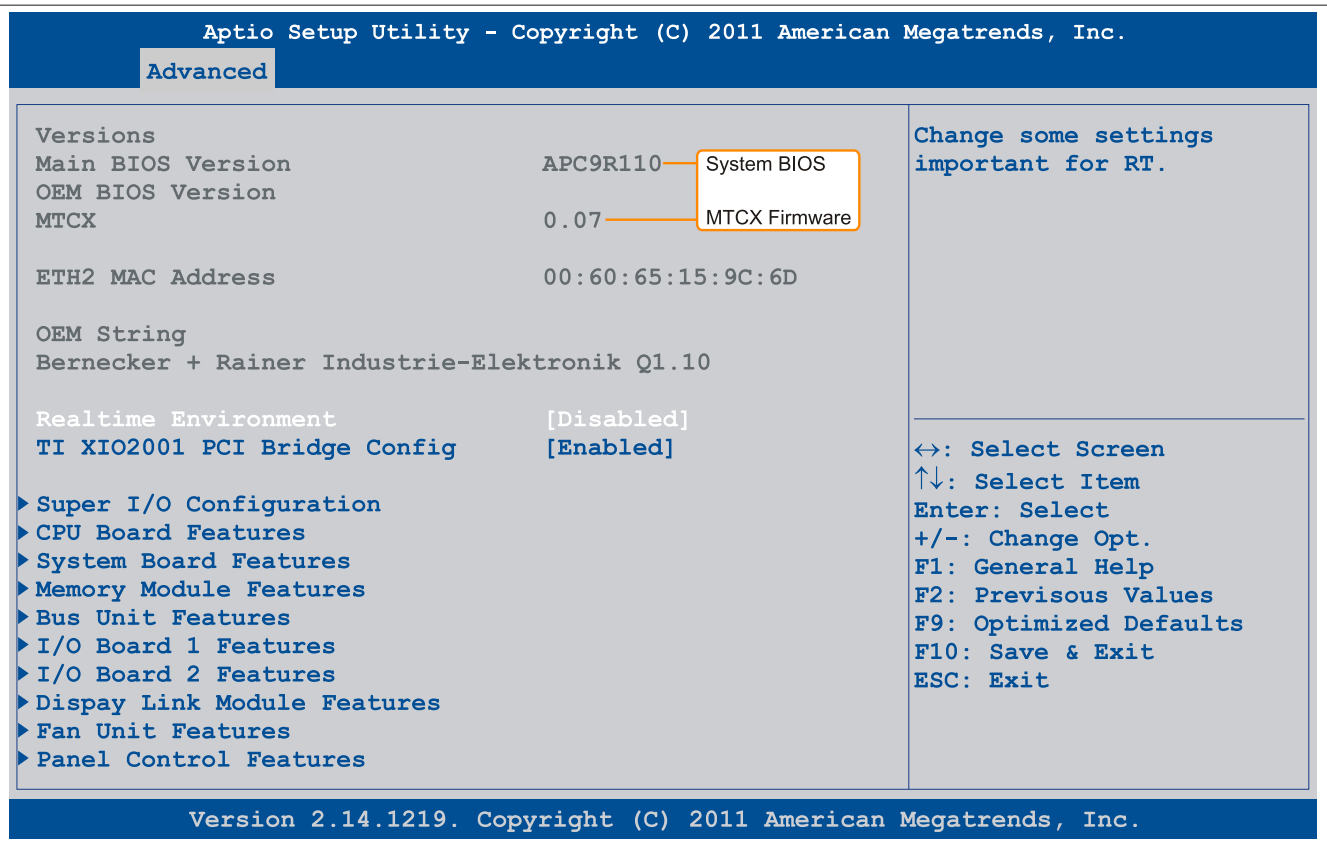 Aptio Setup Utility - Copyright (C) 2011 American Megatrends, Inc.
Advanced
Versions
Main BIOS Version APC9R110 System BIOS
OEM BIOS Version
MTCX 0.07 MTCX Firmware
ETH2 MAC Address 00:60:65:15:9C:6D
OEM String
Bernecker + Rainer Industrie-Elektronik Q1.10
Realtime Environment [Disabled]
TI XIO2001 PCI Bridge Config [Enabled]
Super I/O Configuration
CPU Board Features
System Board Features
Memory Module Features
Bus Unit Features
I/O Board 1 Features
I/O Board 2 Features
Dispay Link Module Features
Fan Unit Features
Panel Control Features
Change some settings
important for RT.
↔: Select Screen
↑↓: Select Item
Enter: Select
+/-: Change Opt.
F1: General Help
F2: Previsous Values
F9: Optimized Defaults
F10: Save & Exit
ESC: Exit
Version 2.14.1219. Copyright (C) 2011 American Megatrends, Inc.